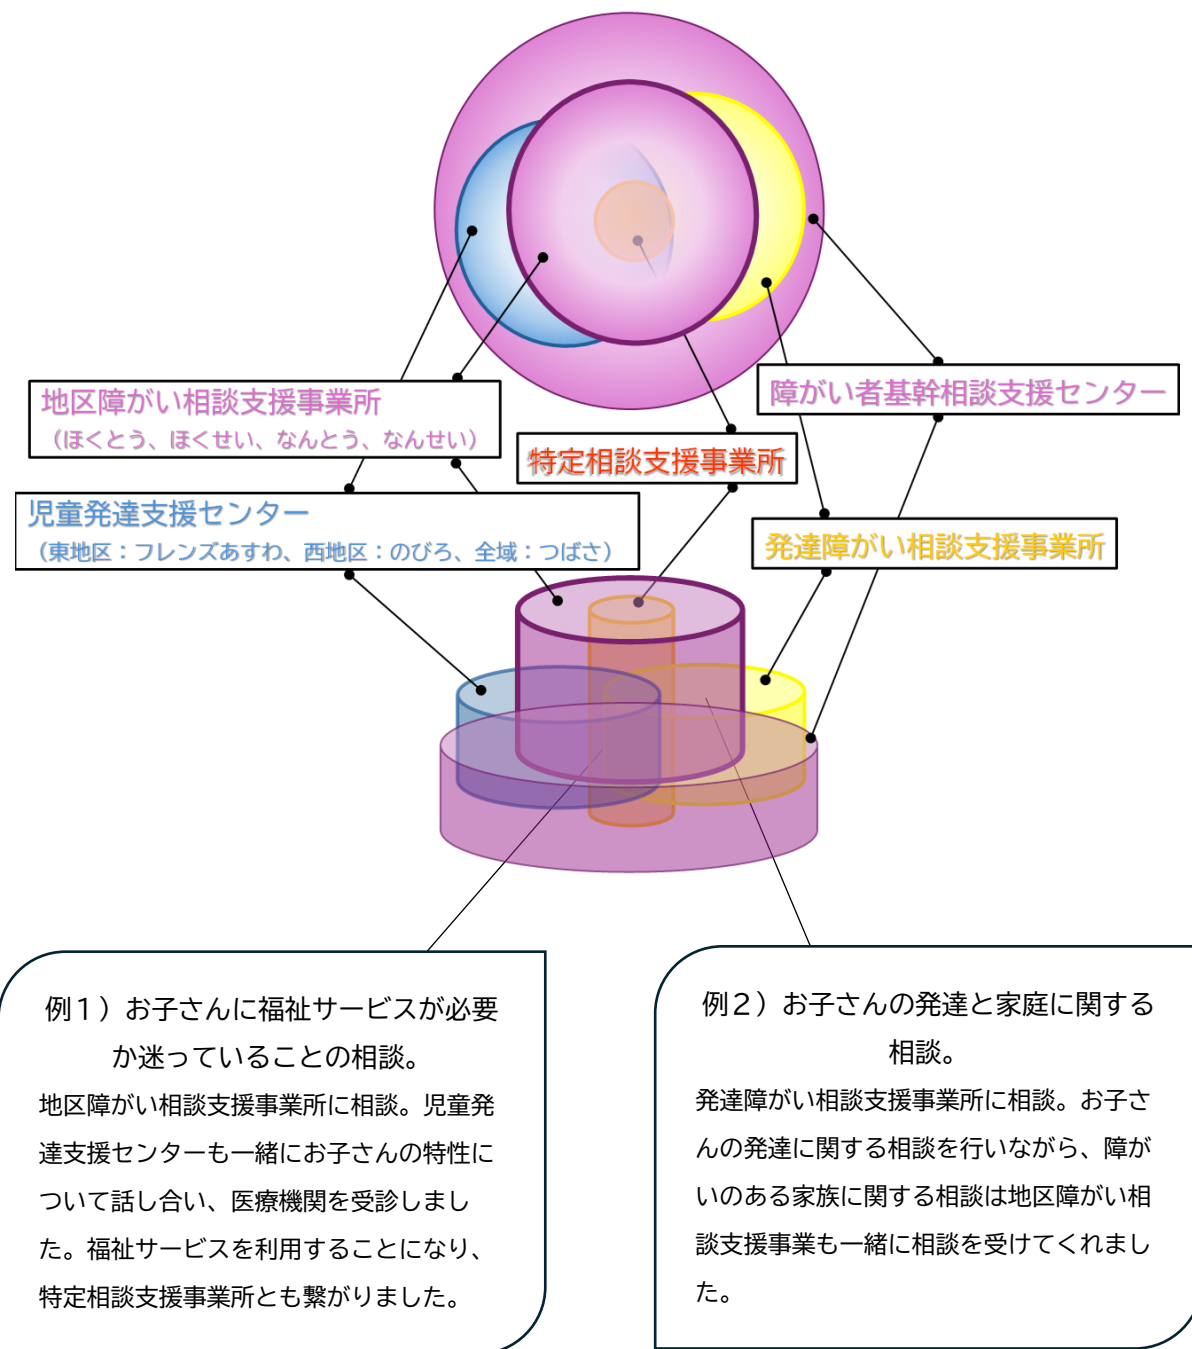 地区障がい相談支援事業所
（ほくとう、ほくせい、なんとう、なんせい）
障がい者基幹相談支援センター
特定相談支援事業所
児童発達支援センター
（東地区：フレンズあすわ、西地区：のびろ、全域：つばさ）
発達障がい相談支援事業所
例１）お子さんに福祉サービスが必要
か迷っていることの相談。
地区障がい相談支援事業所に相談。児童発
達支援センターも一緒にお子さんの特性に
ついて話し合い、医療機関を受診しまし
た。福祉サービスを利用することになり、
特定相談支援事業所とも繋がりました。
例２）お子さんの発達と家庭に関する
相談。
発達障がい相談支援事業所に相談。お子さ
んの発達に関する相談を行いながら、障が
いのある家族に関する相談は地区障がい相
談支援事業も一緒に相談を受けてくれまし
た。